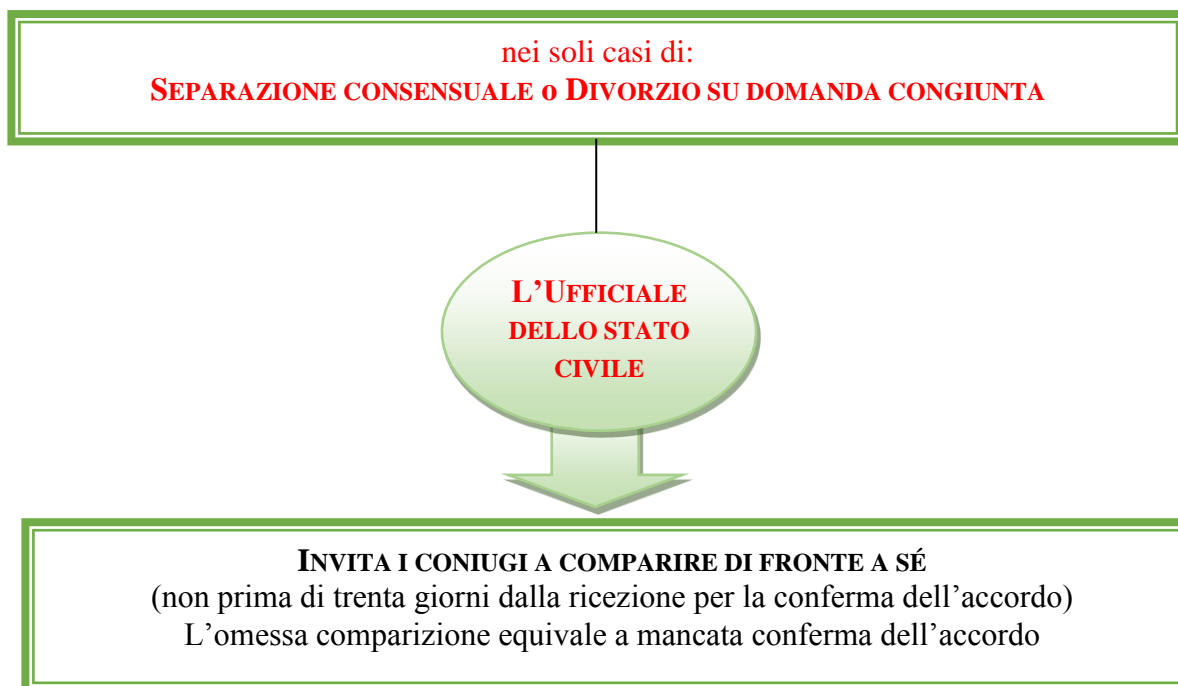 nei soli casi di:
SEPARAZIONE CONSENSUALE o DIVORZIO SU DOMANDA CONGIUNTA
L’UFFICIALE
DELLO STATO
CIVILE
INVITA I CONIUGI A COMPARIRE DI FRONTE A SÉ
(non prima di trenta giorni dalla ricezione per la conferma dell’accordo)
L’omessa comparizione equivale a mancata conferma dell’accordo